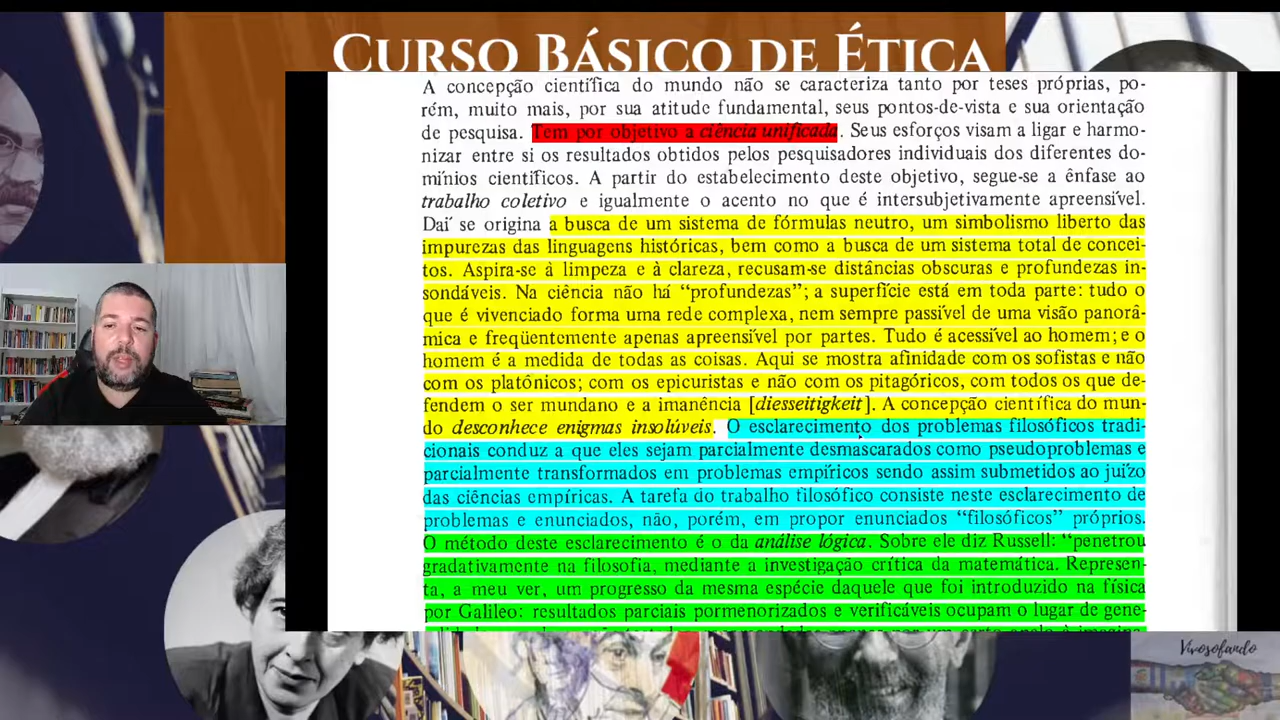 CURSO BÁSICO DE ÉTICA
A concepção científica do mundo não se caracteriza tanto por teses próprias, po-
rém, muito mais, por sua atitude fundamental, seus pontos-de-vista e sua orientação
de pesquisa. Tem por objetivo a ciência unificada. Seus esforços visam a ligar e harmo-
nizar entre si os resultados obtidos pelos pesquisadores individuais dos diferentes do-
mínios científicos. A partir do estabelecimento deste objetivo, segue-se a ênfase ao
trabalho coletivo e igualmente o acento no que é intersubjetivamente apreensível.
Daí se origina a busca de um sistema de fórmulas neutro, um simbolismo liberto das
impurezas das linguagens históricas, bem como a busca de um sistema total de concei-
tos. Aspira-se à limpeza e à clareza, recusam-se distâncias obscuras e profundezas in-
sondáveis. Na ciência não há “profundezas”; a superfície está em toda parte: tudo o
que é vivenciado forma uma rede complexa, nem sempre passível de uma visão panorâ-
mica e freqüentemente apenas apreensível por partes. Tudo é acessível ao homem; e o
homem é a medida de todas as coisas. Aqui se mostra afinidade com os sofistas e não
com os platônicos; com os epicuristas e não com os pitagóricos, com todos os que de-
fendem o ser mundano e a imanência [diesseitigkeit]. A concepção científica do mun-
do desconhece enigmas insolúveis. O esclarecimento dos problemas filosóficos tradi-
cionais conduz a que eles sejam parcialmente desmascarados como pseudoproblemas e
parcialmente transformados em problemas empíricos sendo assim submetidos ao juízo
das ciências empíricas. A tarefa do trabalho filosófico consiste neste esclarecimento de
problemas e enunciados, não, porém, em propor enunciados “filosóficos” próprios.
O método deste esclarecimento é o da análise lógica. Sobre ele diz Russell: “penetrou
gradativamente na filosofia, mediante a investigação crítica da matemática. Represen-
ta, a meu ver, um progresso da mesma espécie daquele que foi introduzido na física
por Galileo: resultados parciais pormenorizados e verificáveis ocupam o lugar de gene-
Vivosofando